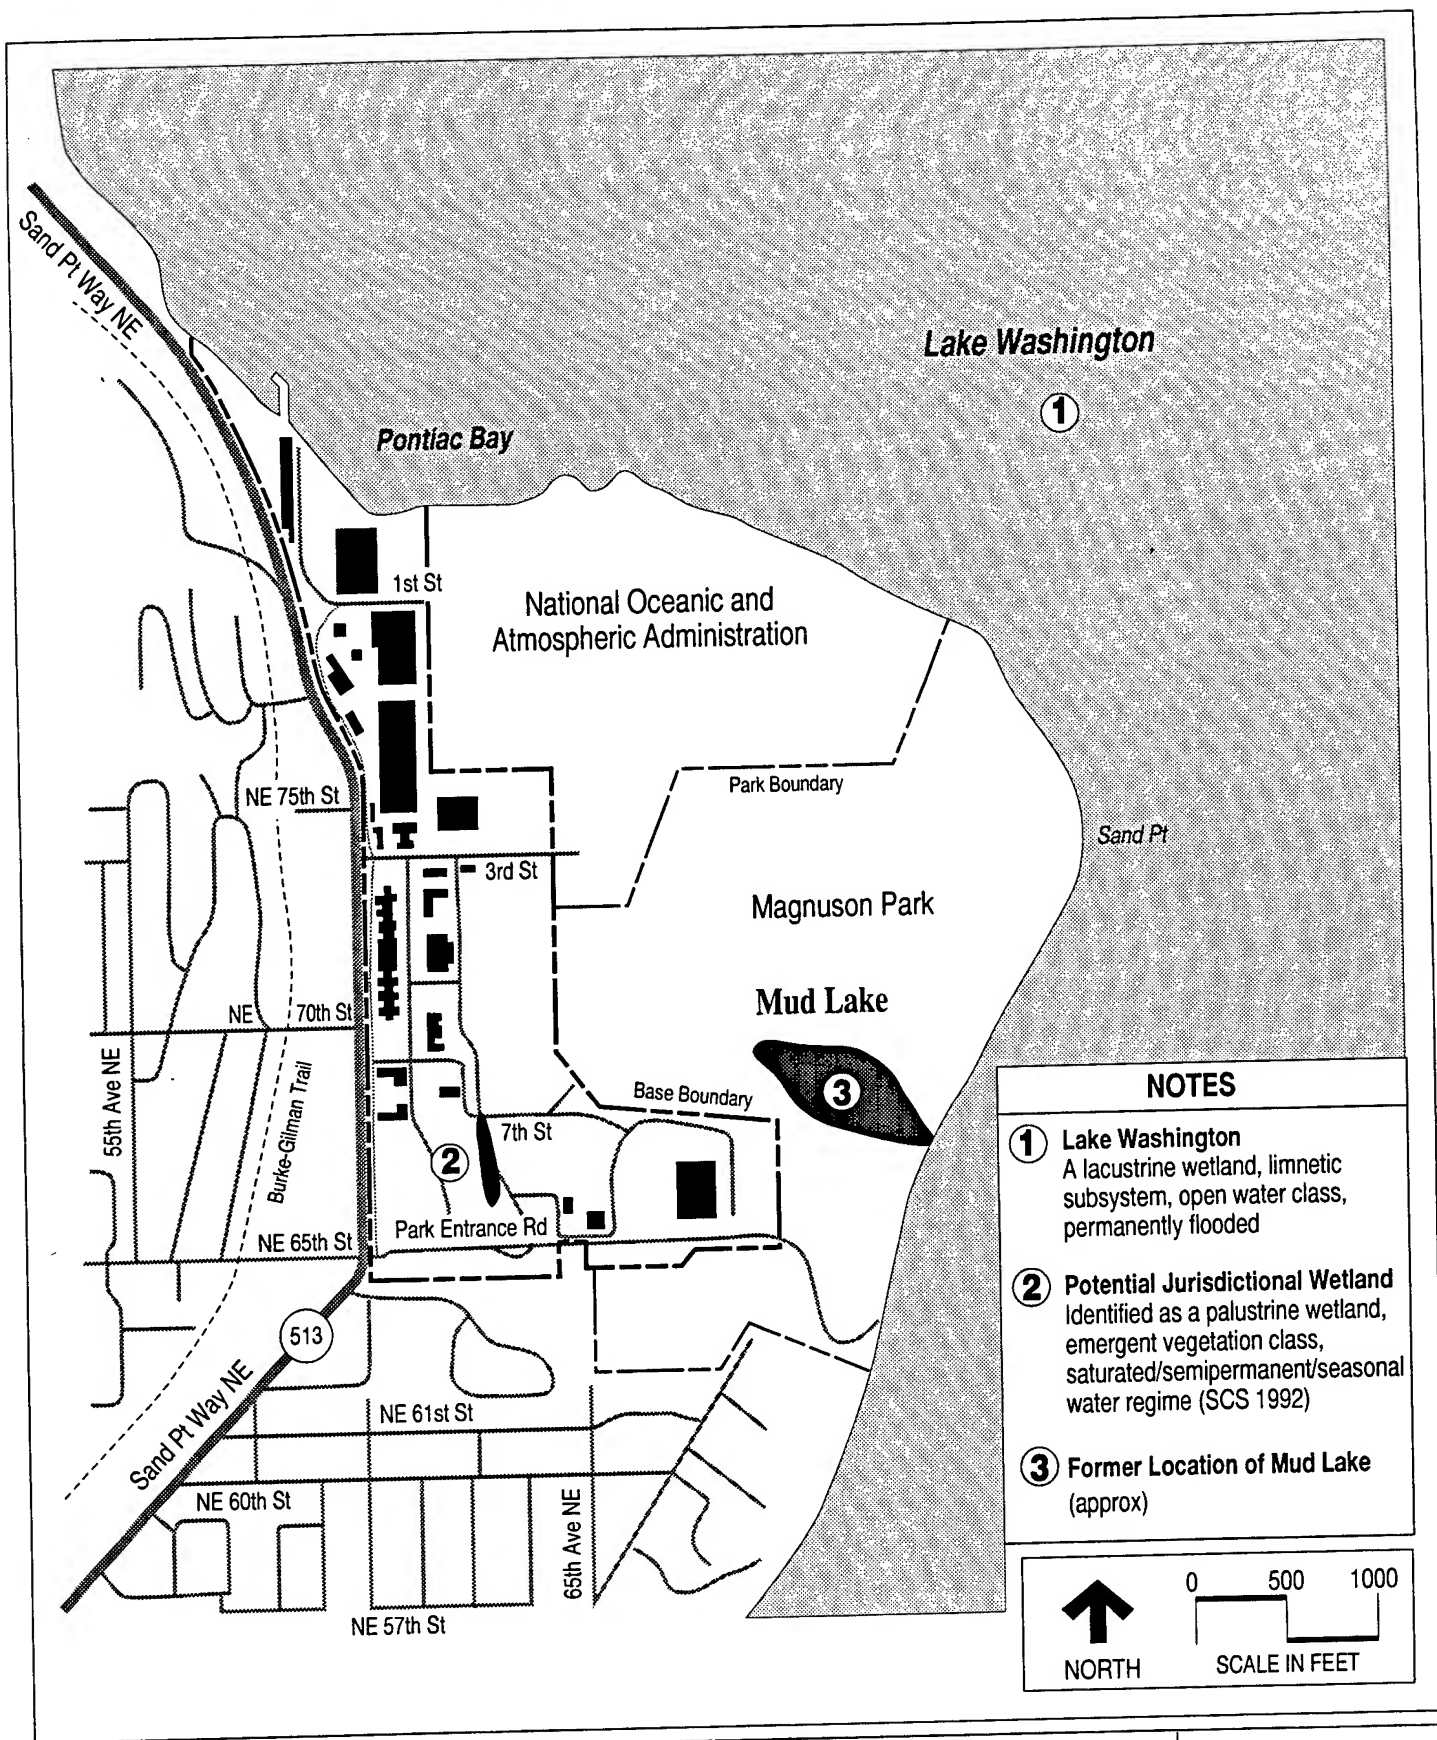 Sand Pt Way NE
Lake Washington
1
Pontiac Bay
1st St
National Oceanic and
Atmospheric Administration
Park Boundary
NE 75th St
Sand Pt
3rd St
Magnuson Park
Mud Lake
NE 70th St
3
55th Ave NE
Burke-Gilman Trail
Base Boundary
7th St
2
Park Entrance Rd
NE 65th St
513
Sand Pt Way NE
NE 61st St
NE 60th St
65th Ave NE
NE 57th St
NOTES
1 Lake Washington
A lacustrine wetland, limnetic
subsystem, open water class,
permanently flooded
2 Potential Jurisdictional Wetland
Identified as a palustrine wetland,
emergent vegetation class,
saturated/semipermanent/seasonal
water regime (SCS 1992)
3 Former Location of Mud Lake
(approx)
0 500 1000
NORTH
SCALE IN FEET